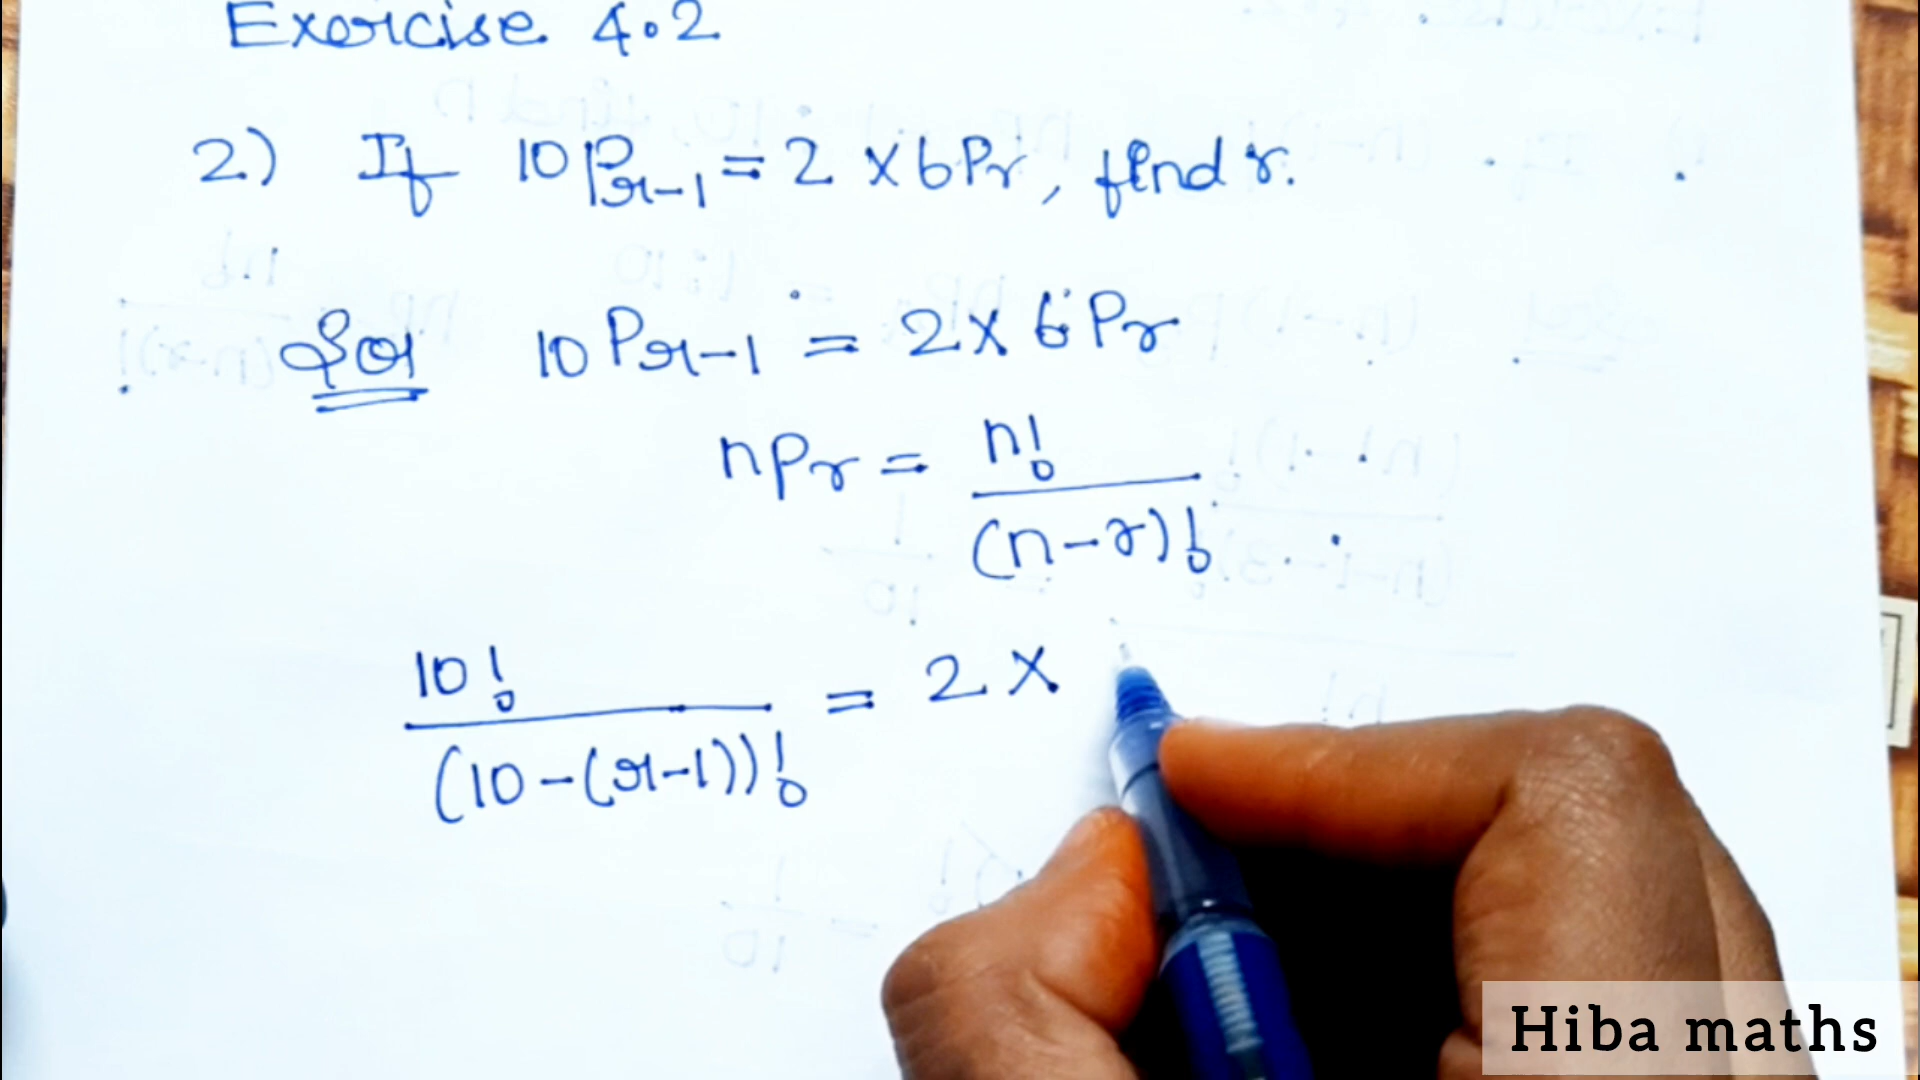 Exercise 4.2
2) If 10Pr-1 = 2 x 6Pr, find r.
Sol 10Pr-1 = 2 x 6Pr
nPr = n!
(n-r)!
10! = 2 x
(10-(r-1))!
Hiba maths